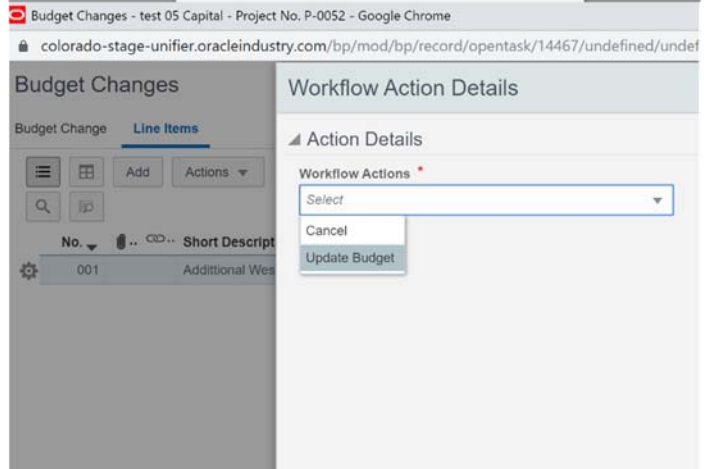 Budget Changes - test 05 Capital - Project No. P-0052 - Google Chrome
colorado-stage-unifier.oracleindustry.com/bp/mod/bp/record/opentask/14467/undefined/undef
Budget Changes
Budget Change Line Items
Add Actions
No. .. .. Short Descript
001 Addittional Wes
Workflow Action Details
Action Details
Workflow Actions *
Select
Cancel
Update Budget